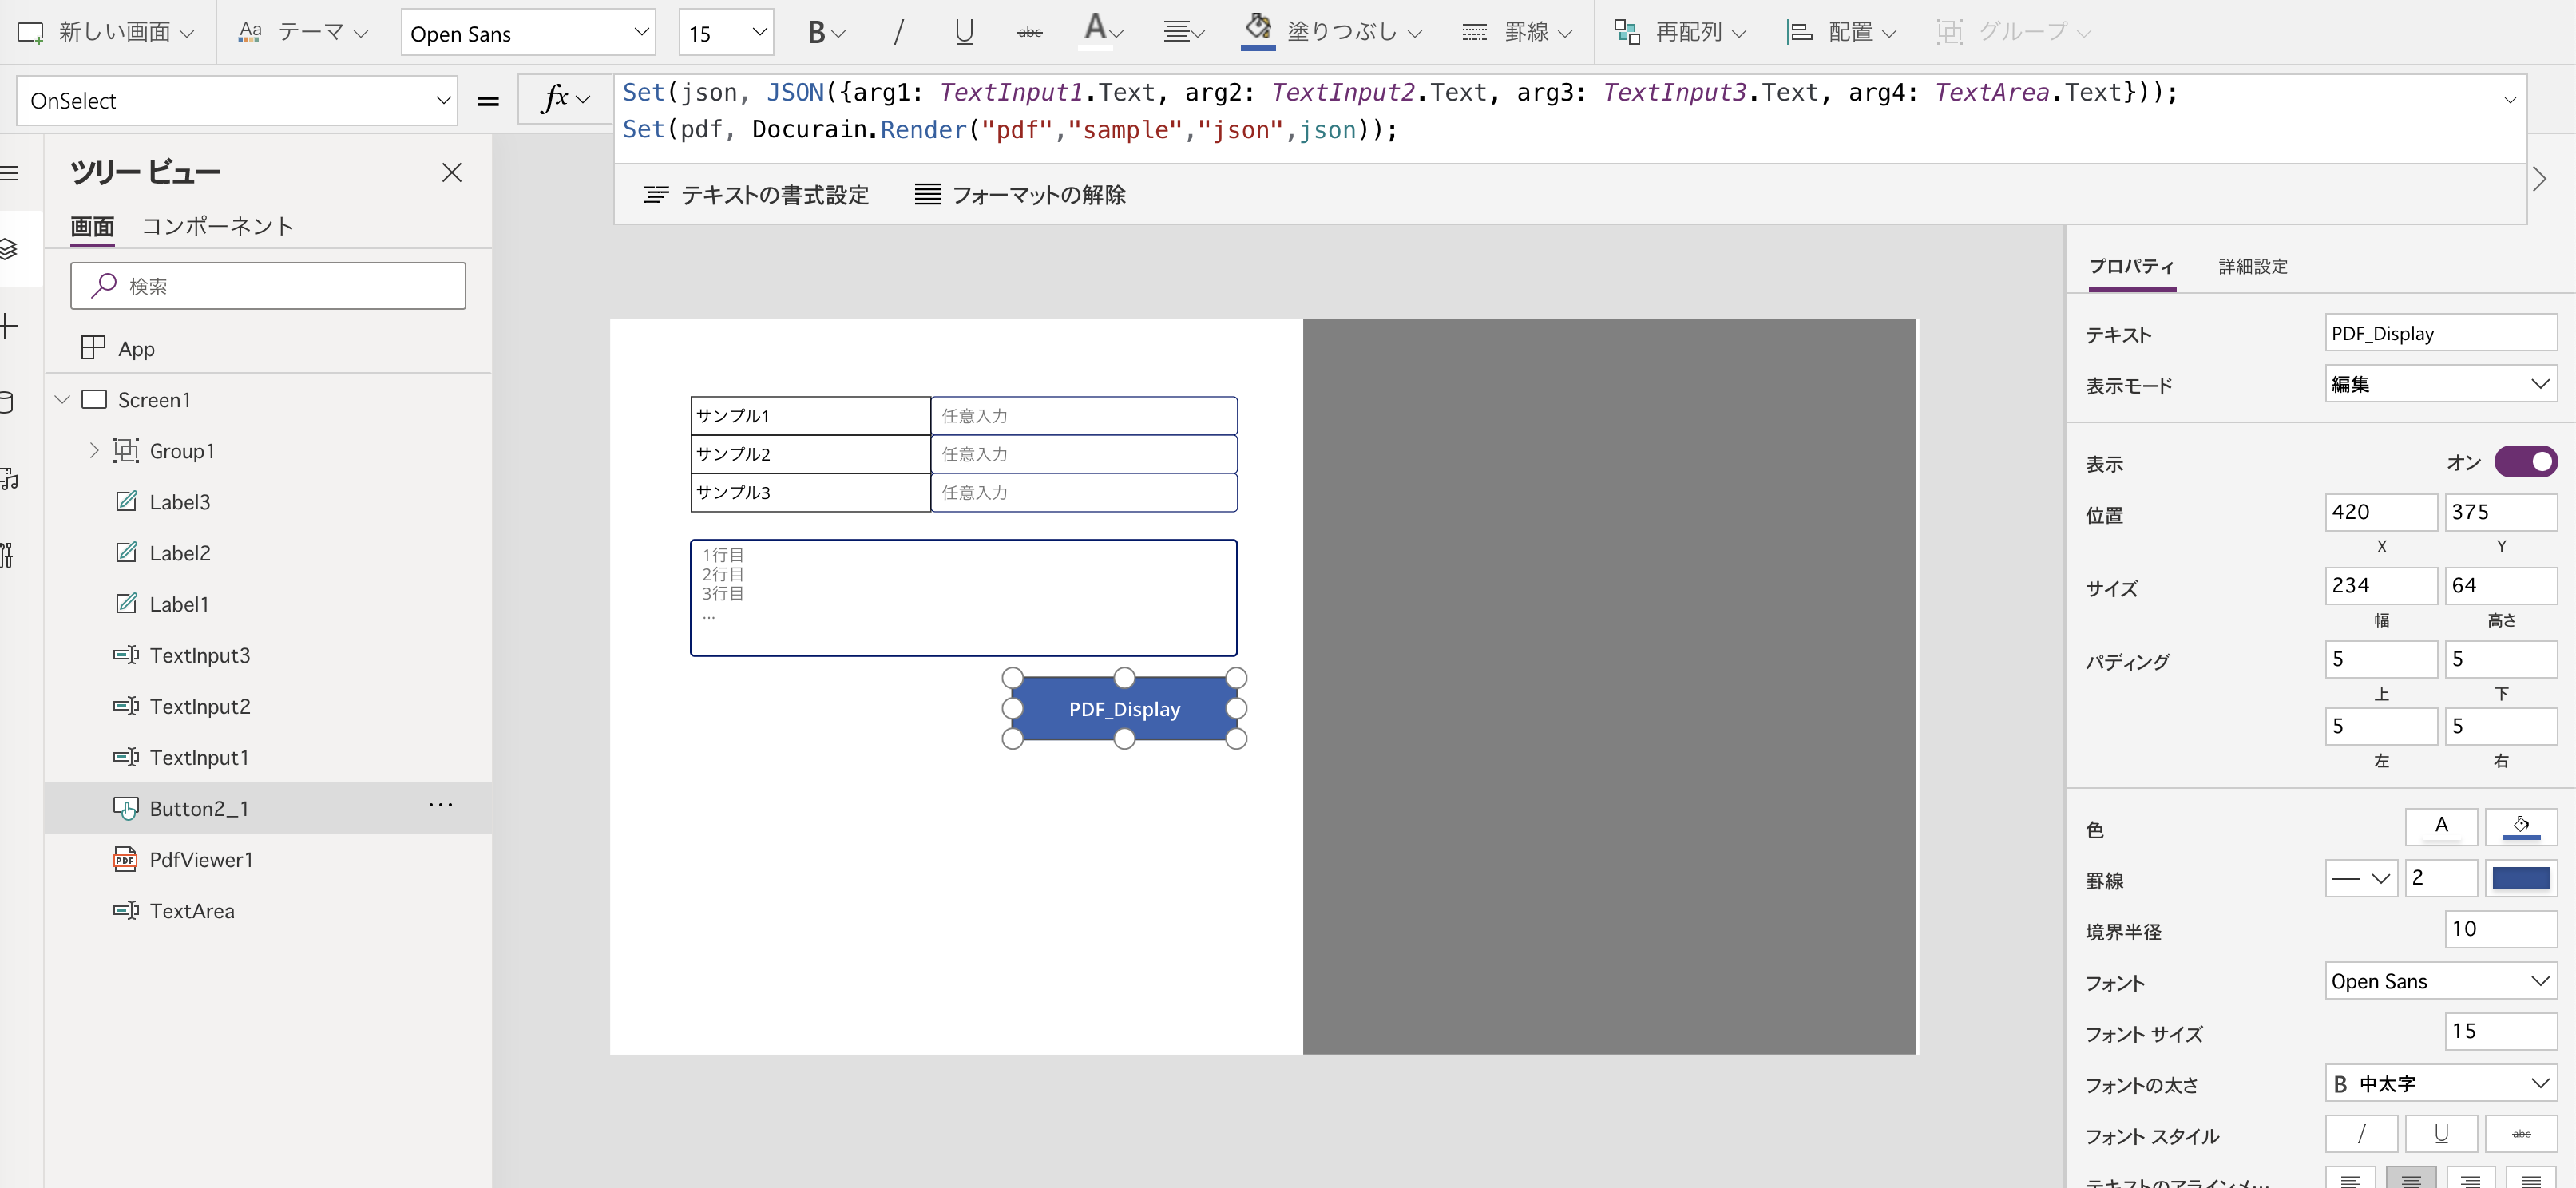 新しい画面
Aa テーマ
Open Sans
15
B
/
U
abc
A
塗りつぶし
罫線
再配列
配置
グループ
OnSelect
=
fx
Set(json, JSON({arg1: TextInput1.Text, arg2: TextInput2.Text, arg3: TextInput3.Text, arg4: TextArea.Text}));
Set(pdf, Docurain.Render("pdf","sample","json",json));
テキストの書式設定
フォーマットの解除
ツリー ビュー
画面
コンポーネント
検索
App
Screen1
Group1
Label3
Label2
Label1
TextInput3
TextInput2
TextInput1
Button2_1
...
PDF
PdfViewer1
TextArea
サンプル1
任意入力
サンプル2
任意入力
サンプル3
任意入力
1行目
2行目
3行目
...
PDF_Display
プロパティ
詳細設定
テキスト
PDF_Display
表示モード
編集
表示
オン
位置
420
375
X
Y
サイズ
234
64
幅
高さ
パディング
5
5
上
下
5
5
左
右
色
A
罫線
2
境界半径
10
フォント
Open Sans
フォント サイズ
15
フォントの太さ
B 中太字
フォント スタイル
/
U
abc
テキストのアラインメ...